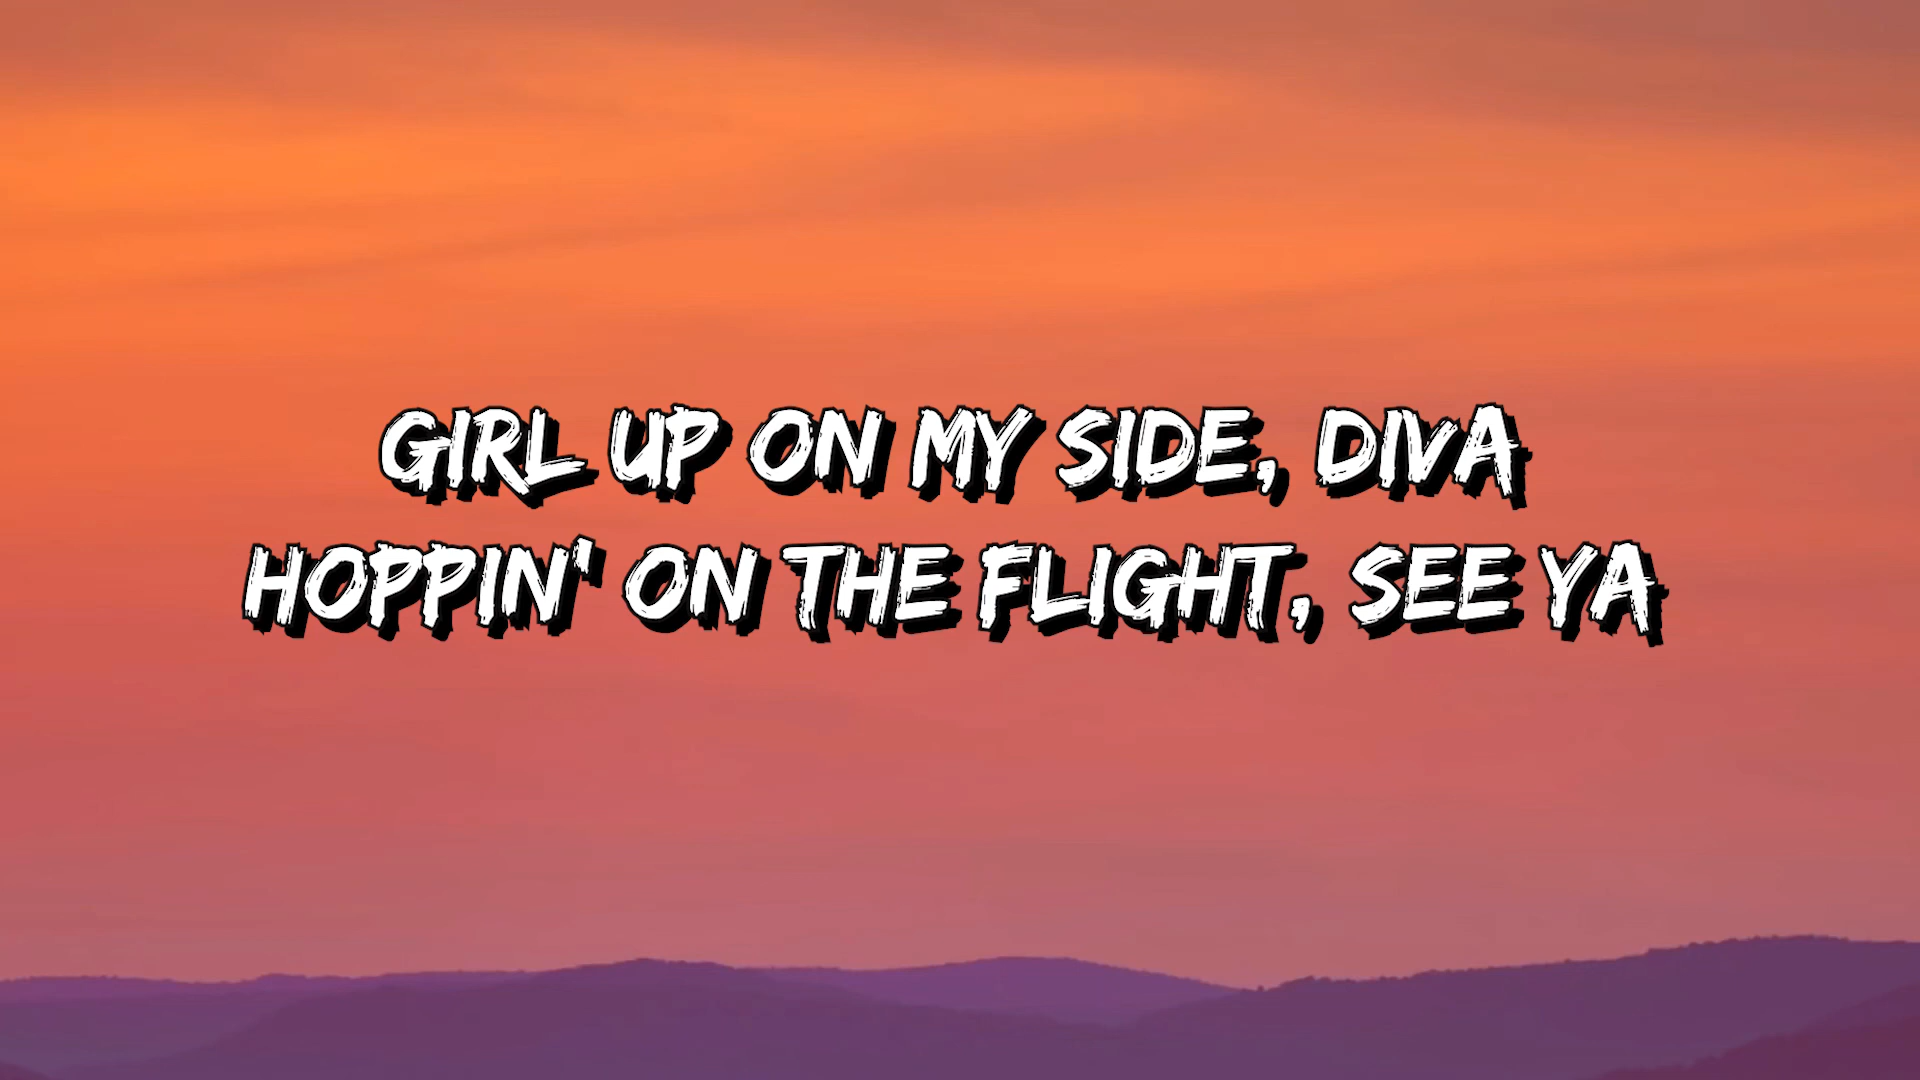 GIRL UP ON MY SIDE, DIVA
HOPPIN' ON THE FLIGHT, SEE YA